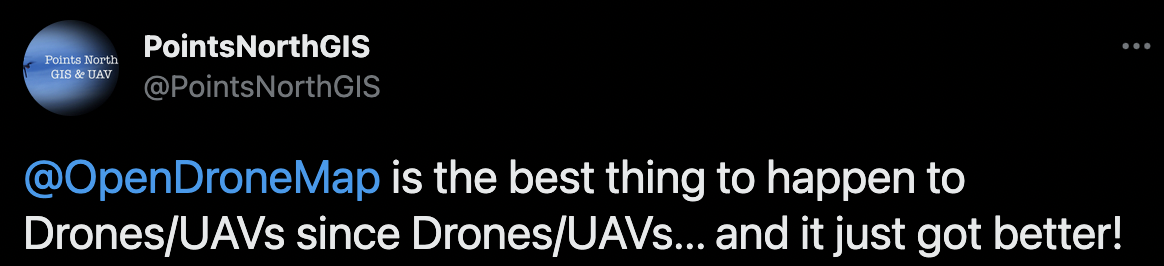 Points North
GIS & UAV
PointsNorthGIS
@PointsNorthGIS
@OpenDroneMap is the best thing to happen to
Drones/UAVs since Drones/UAVs... and it just got better!